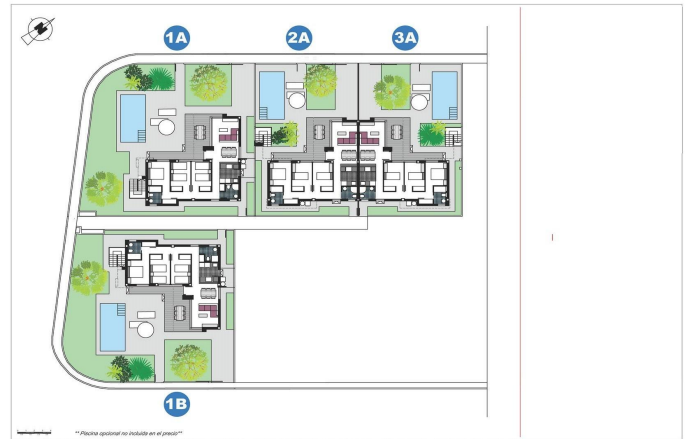 N
1A
2A
3A
1B
** Piscina opcional no incluida en el precio**